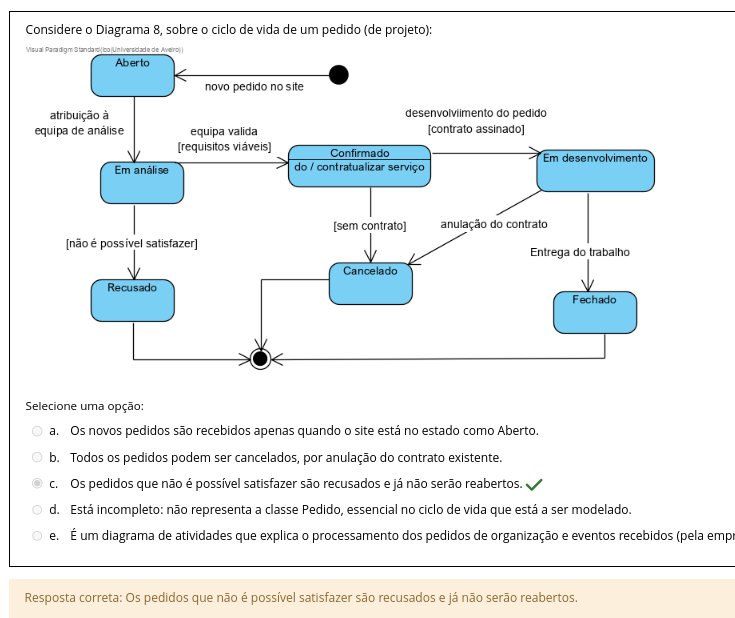 Considere o Diagrama 8, sobre o ciclo de vida de um pedido (de projeto):
Visual Paradigm Standard(ico(Universidade de Aveiro))
Aberto
novo pedido no site
atribuição à
equipa de análise
equipa valida
[requisitos viáveis]
desenvolviimento do pedido
[contrato assinado]
Confirmado
do / contratualizar serviço
Em desenvolvimento
Em análise
[sem contrato]
anulação do contrato
[não é possível satisfazer]
Entrega do trabalho
Cancelado
Recusado
Fechado
Selecione uma opção:
a. Os novos pedidos são recebidos apenas quando o site está no estado como Aberto.
b. Todos os pedidos podem ser cancelados, por anulação do contrato existente.
c. Os pedidos que não é possível satisfazer são recusados e já não serão reabertos.
d. Está incompleto: não representa a classe Pedido, essencial no ciclo de vida que está a ser modelado.
e. É um diagrama de atividades que explica o processamento dos pedidos de organização e eventos recebidos (pela empr
Resposta correta: Os pedidos que não é possível satisfazer são recusados e já não serão reabertos.